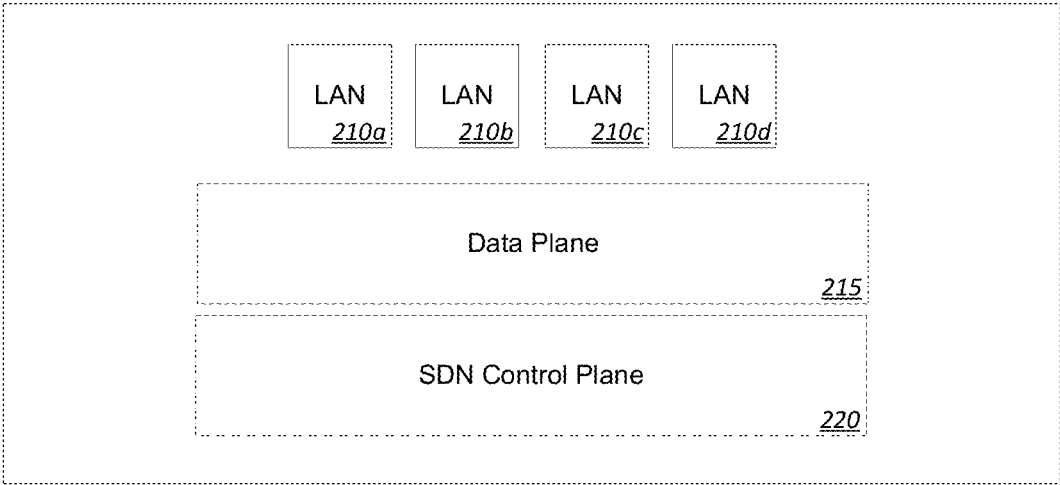 LAN
210a
LAN
210b
LAN
210c
LAN
210d
Data Plane
215
SDN Control Plane
220